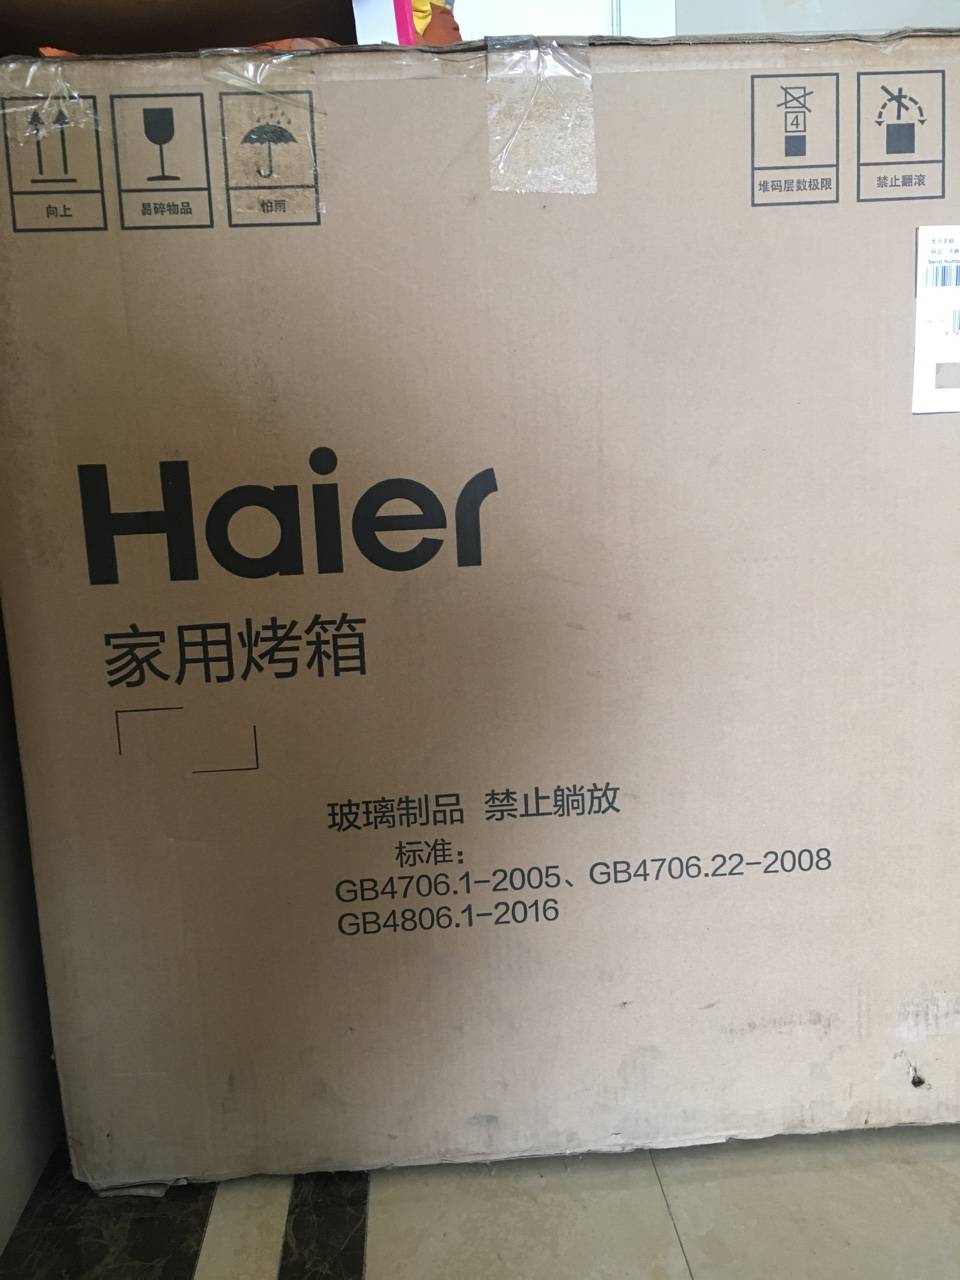 向上
易碎物品
怕雨
4
堆码层数极限
禁止翻滚
Haier
家用烤箱
玻璃制品 禁止躺放
标准：
GB4706.1-2005、GB4706.22-2008
GB4806.1-2016